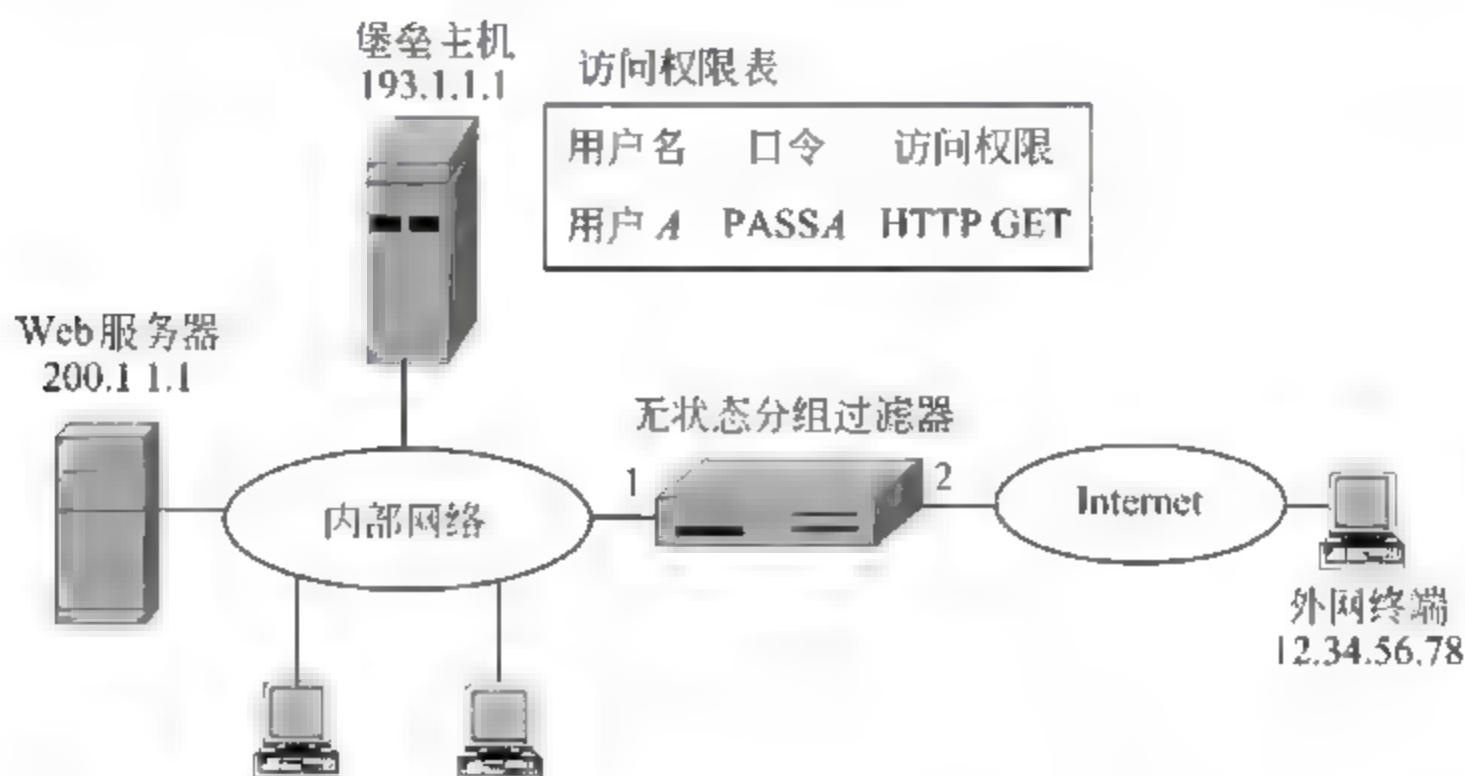 堡垒主机
193.1.1.1
访问权限表
用户名 口令 访问权限
用户A PASSA HTTP GET
Web服务器
200.1 1.1
无状态分组过滤器
1
2
内部网络
Internet
外网终端
12.34.56.78